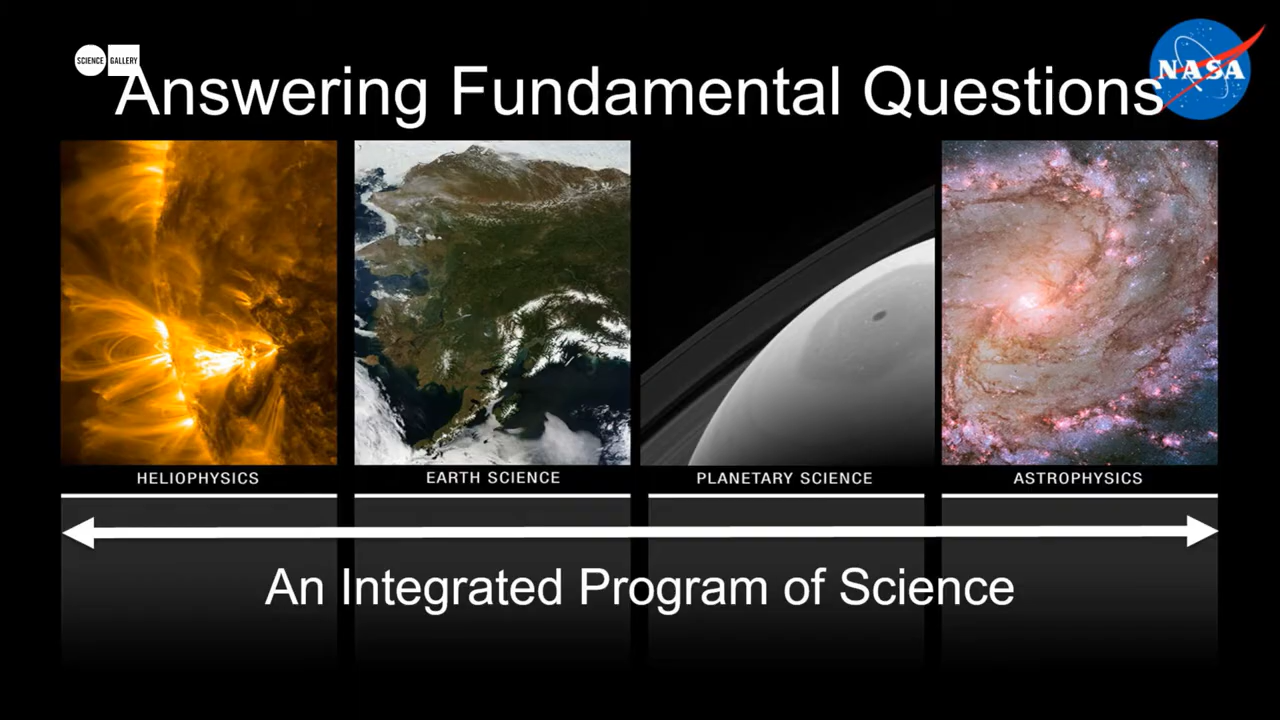 SCIENCE GALLERY
NASA
Answering Fundamental Questions
HELIOPHYSICS
EARTH SCIENCE
PLANETARY SCIENCE
ASTROPHYSICS
An Integrated Program of Science